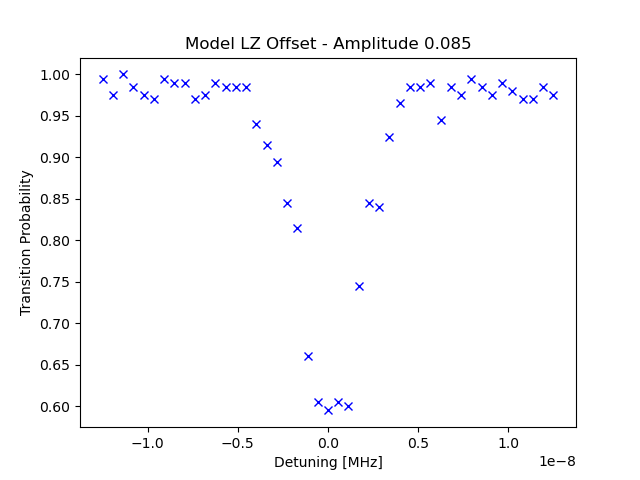 Model LZ Offset - Amplitude 0.085
1.00
0.95
0.90
0.85
0.80
0.75
0.70
0.65
0.60
Transition Probability
−1.0 −0.5 0.0 0.5 1.0
Detuning [MHz]
1e−8